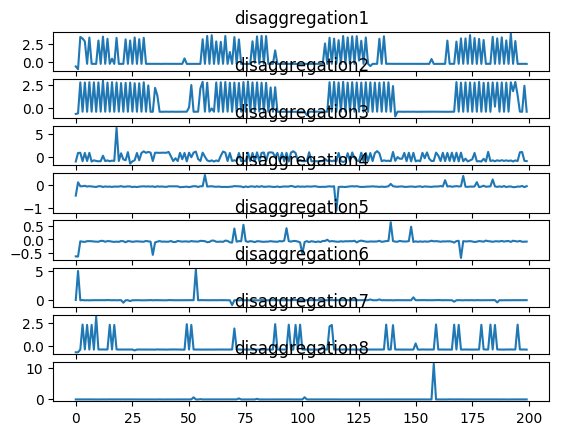 disaggregation1
2.5
0.0
disaggregation2
2.5
0.0
disaggregation3
5
0
disaggregation4
0
−1
disaggregation5
0.5
0.0
−0.5
disaggregation6
5
0
disaggregation7
2.5
0.0
disaggregation8
10
0
0 25 50 75 100 125 150 175 200